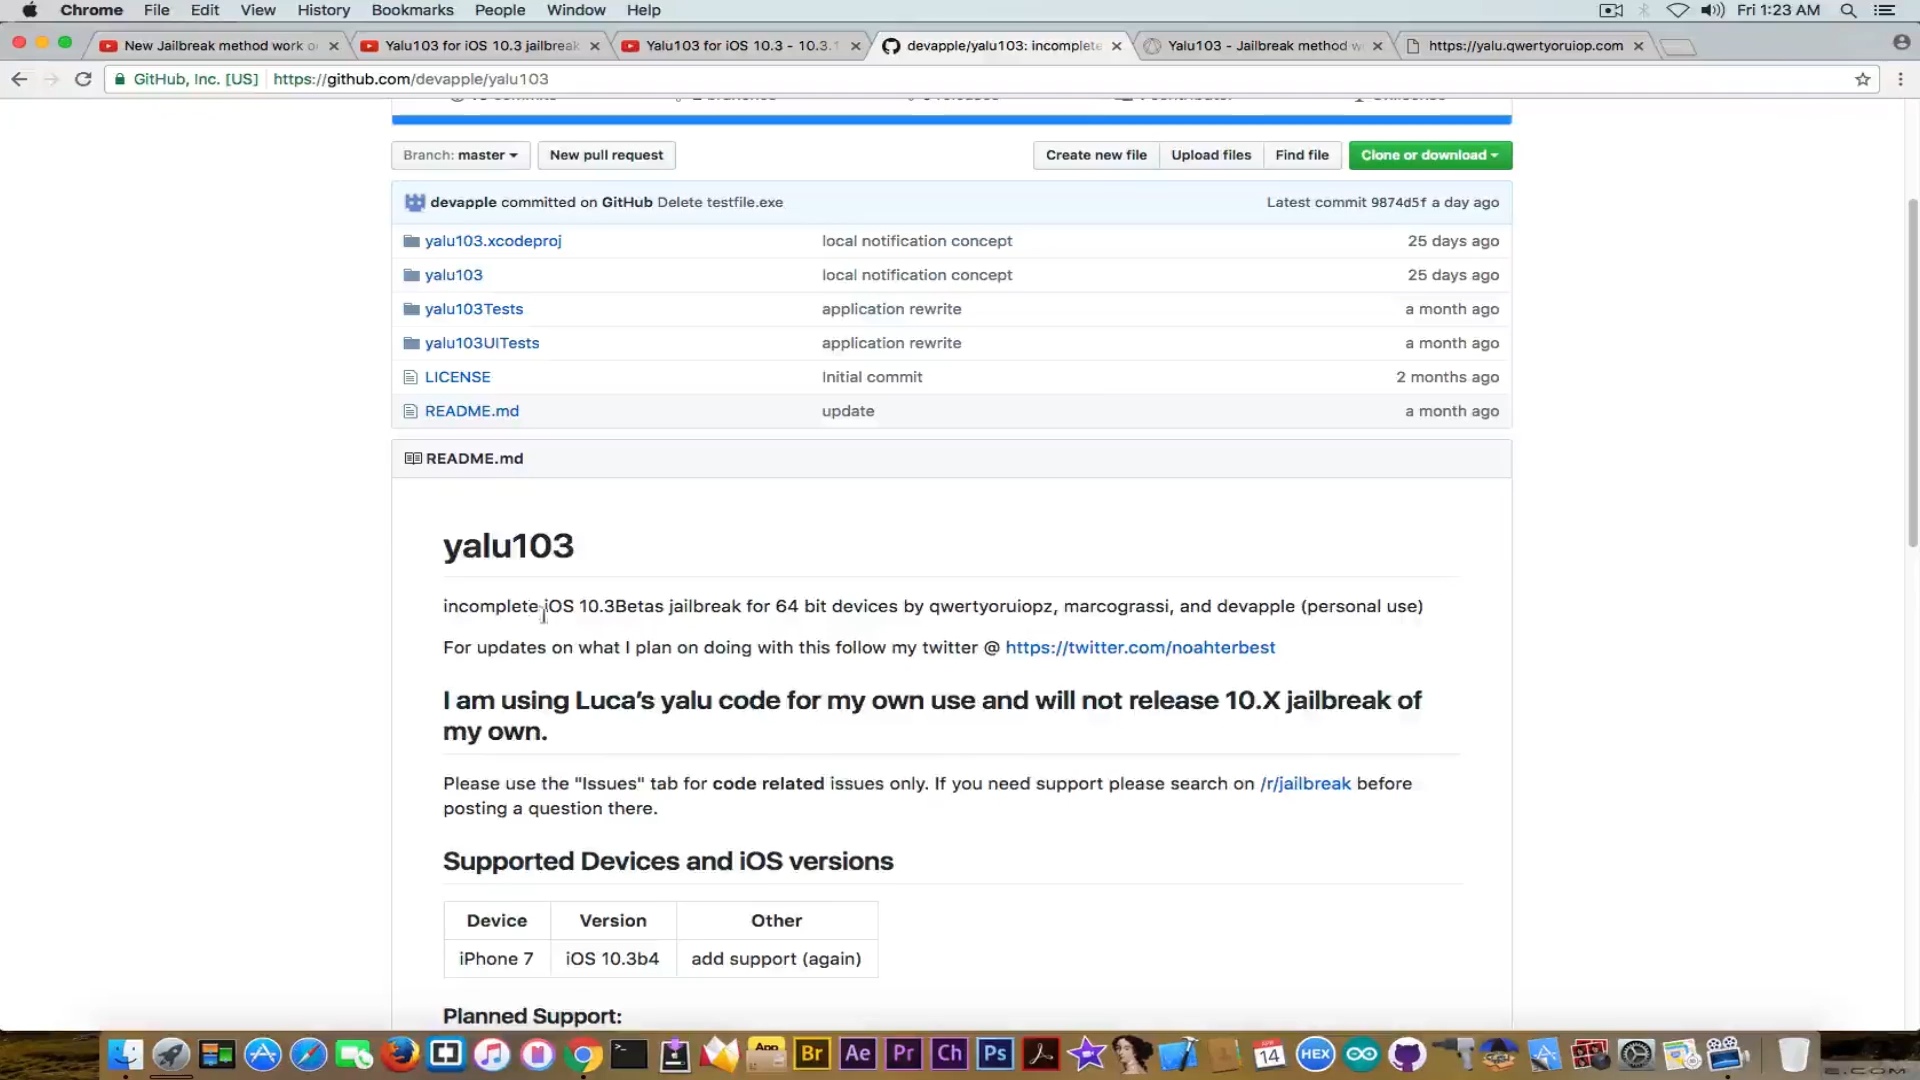 Chrome File Edit View History Bookmarks People Window Help Fri 1:23 AM
New Jailbreak method work o Yalu103 for iOS 10.3 jailbreak Yalu103 for iOS 10.3 - 10.3. devapple/yalu103: incomplete Yalu103 - Jailbreak method w https://yalu.qwertyoruiop.com
GitHub, Inc. [US] https://github.com/devapple/yalu103
Branch: master New pull request Create new file Upload files Find file Clone or download
devapple committed on GitHub Delete testfile.exe Latest commit 9874d5f a day ago
yalu103.xcodeproj local notification concept 25 days ago
yalu103 local notification concept 25 days ago
yalu103Tests application rewrite a month ago
yalu103UITests application rewrite a month ago
LICENSE Initial commit 2 months ago
README.md update a month ago
README.md
yalu103
incomplete iOS 10.3Betas jailbreak for 64 bit devices by qwertyoruiopz, marcograssi, and devapple (personal use)
For updates on what I plan on doing with this follow my twitter @ https://twitter.com/noahterbest
I am using Luca’s yalu code for my own use and will not release 10.X jailbreak of
my own.
Please use the "Issues" tab for code related issues only. If you need support please search on /r/jailbreak before
posting a question there.
Supported Devices and iOS versions
Device Version Other
iPhone 7 iOS 10.3b4 add support (again)
Planned Support:
App Br Ae Pr Ch Ps 14 HEX
E.COM